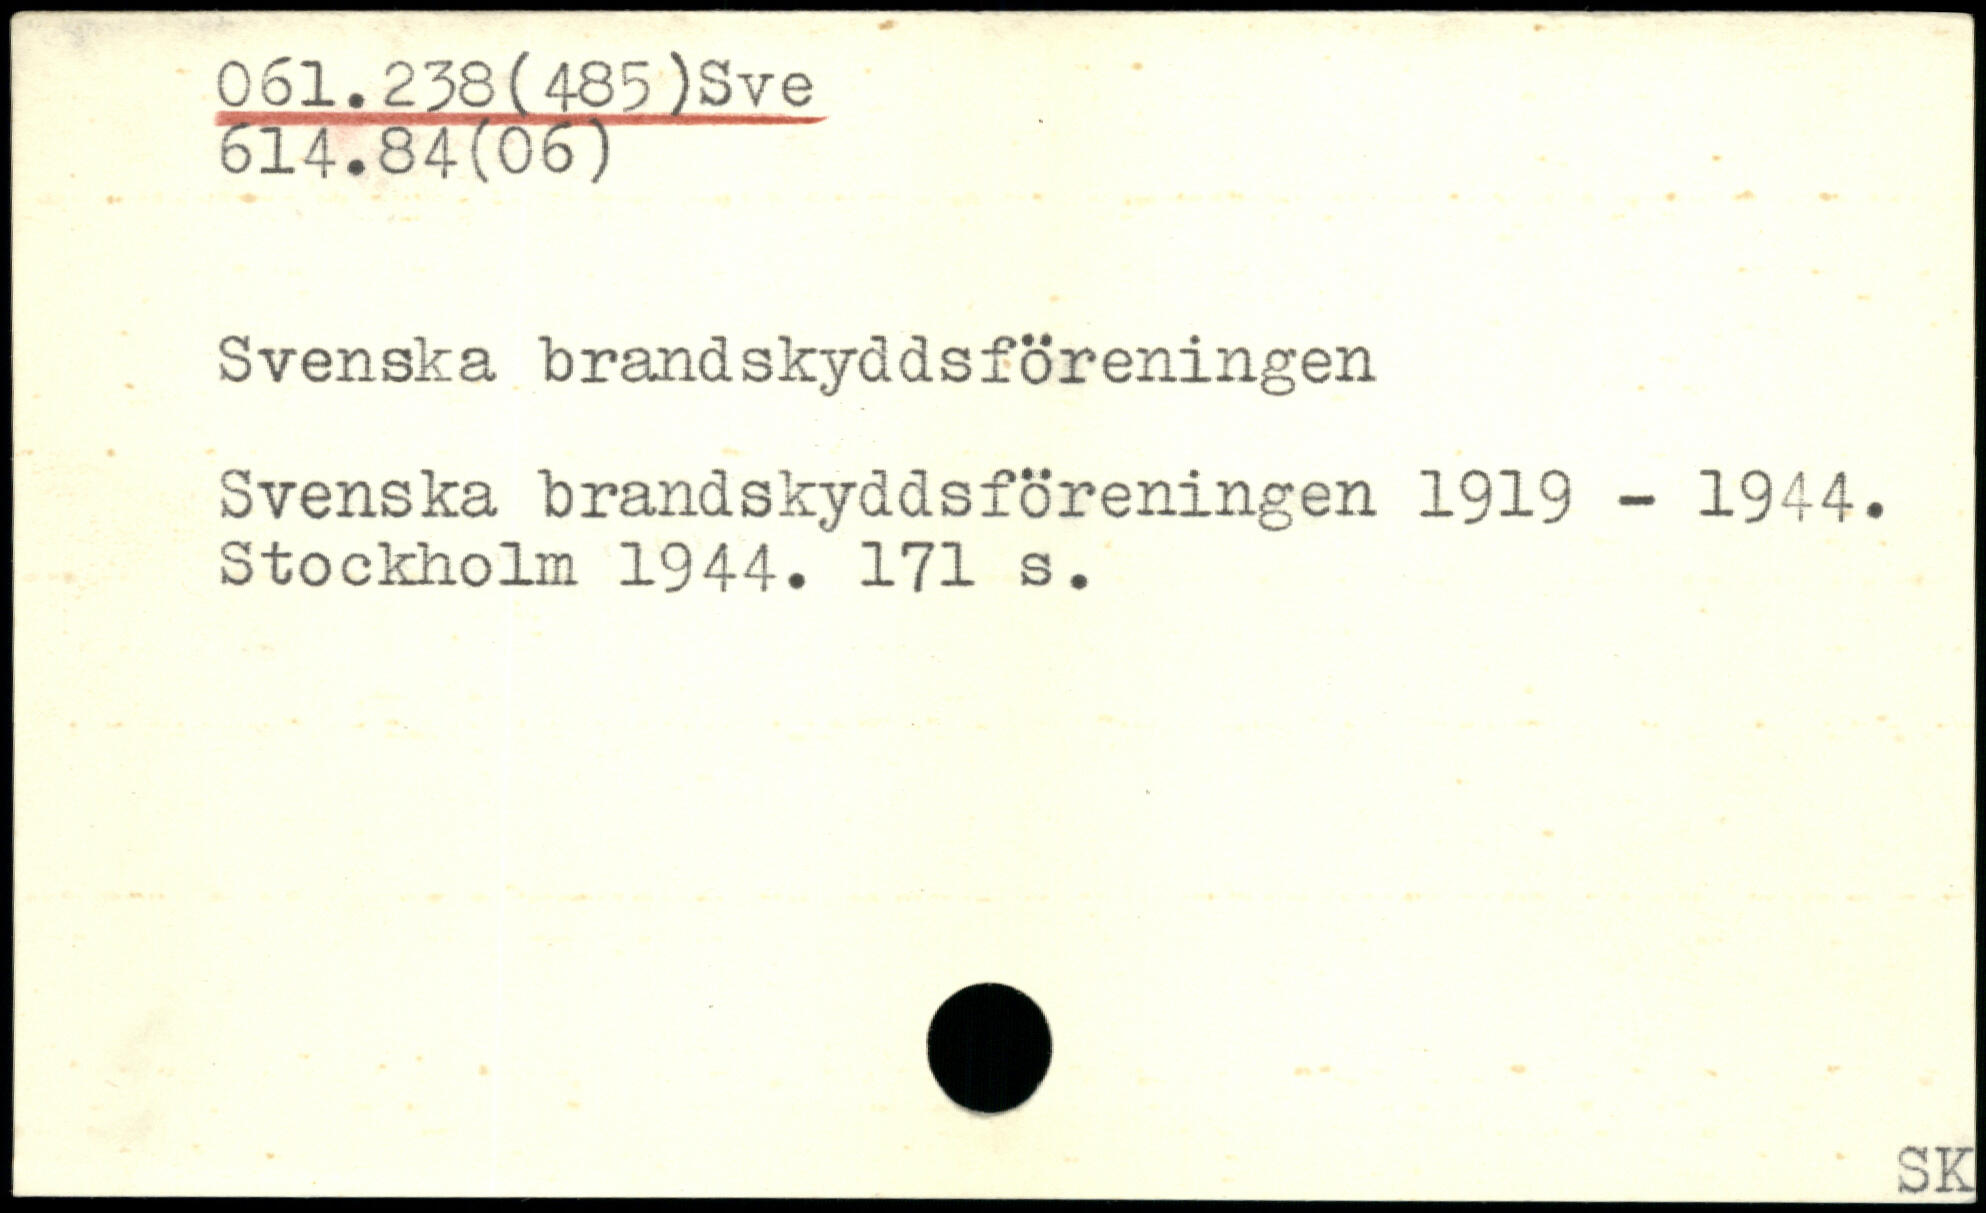 061.238(485)Sve
614.84(06)
Svenska brandskyddsföreningen
Svenska brandskyddsföreningen 1919 - 1944.
Stockholm 1944. 171 s.
SK